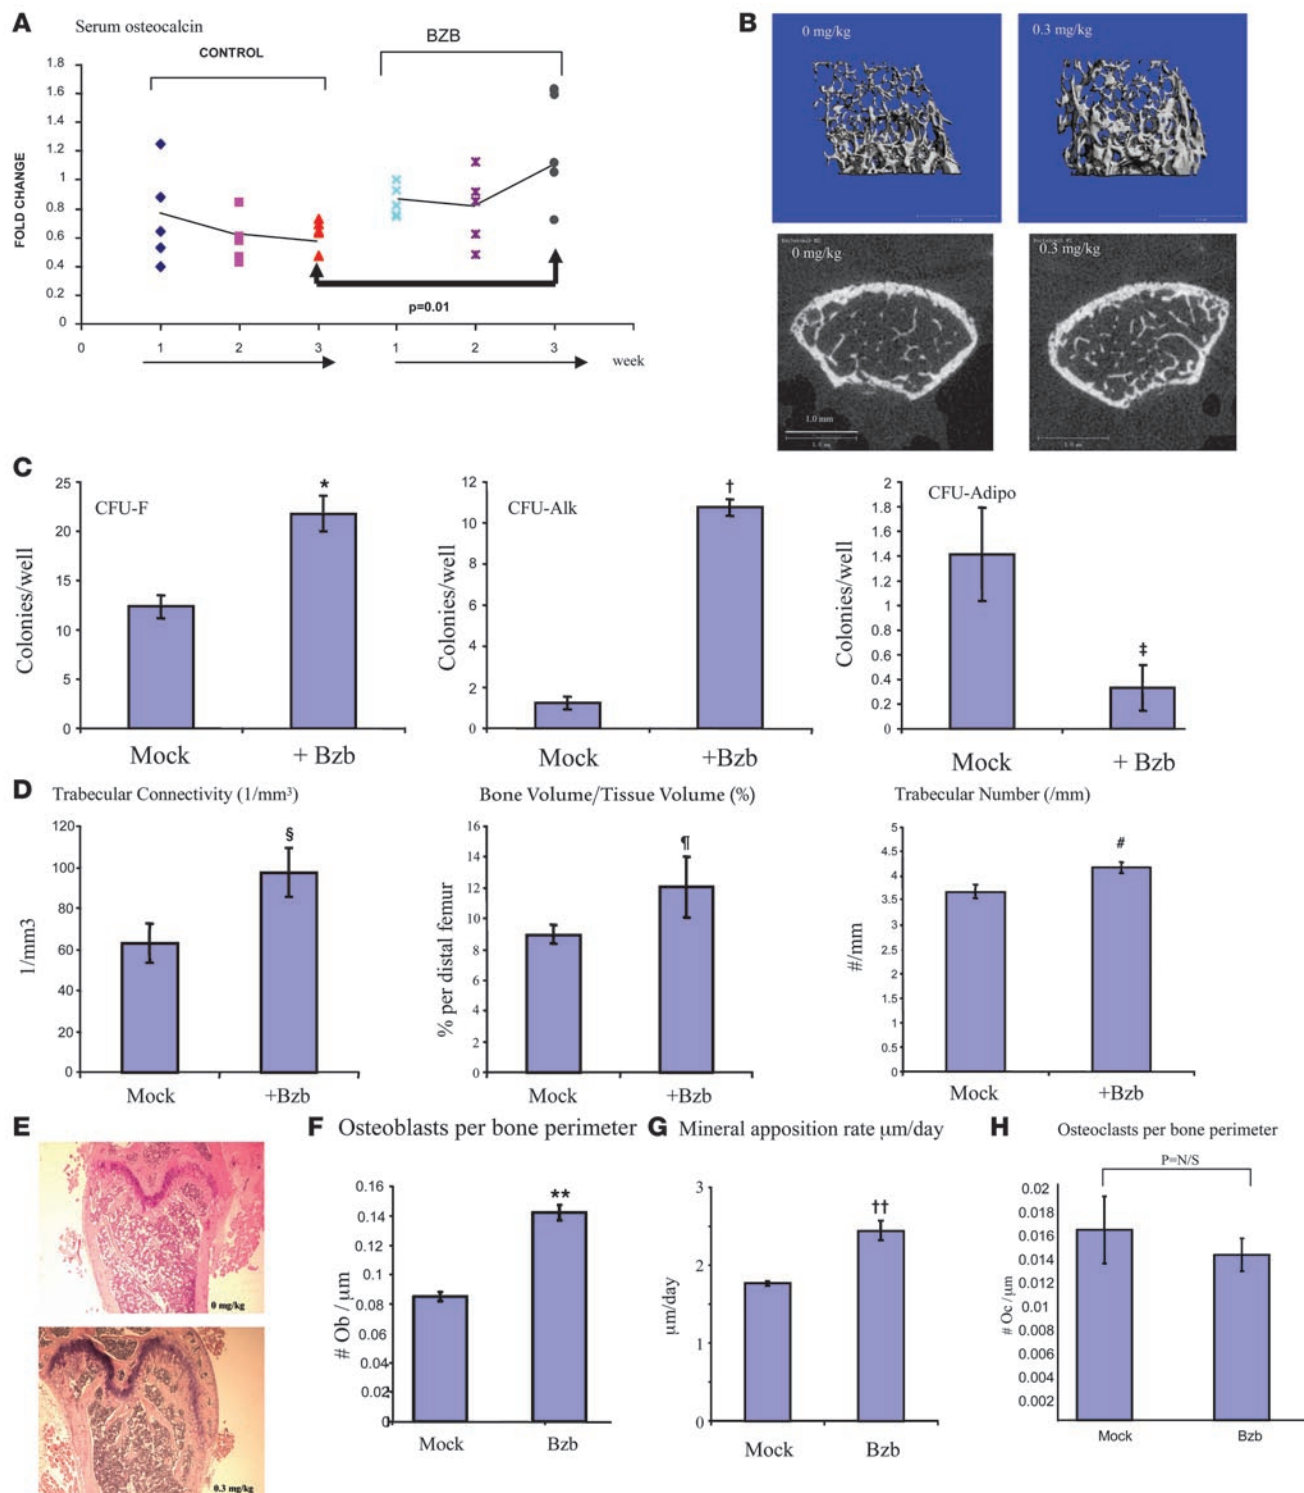 A
Serum osteocalcin
CONTROL
BZB
FOLD CHANGE
1.8
1.6
1.4
1.2
1
0.8
0.6
0.4
0.2
0
p=0.01
0
1
2
3
1
2
3
week
B
0 mg/kg
0.3 mg/kg
0 mg/kg
1.0 mm
0.3 mg/kg
C
CFU-F
Colonies/well
25
20
15
10
5
0
*
Mock
+ Bzb
CFU-Alk
Colonies/well
12
10
8
6
4
2
0
†
Mock
+Bzb
CFU-Adipo
Colonies/well
2
1.8
1.6
1.4
1.2
1
0.8
0.6
0.4
0.2
0
‡
Mock
+ Bzb
D
Trabecular Connectivity (1/mm³)
1/mm3
120
100
80
60
40
20
0
§
Mock
+Bzb
Bone Volume/Tissue Volume (%)
% per distal femur
16
14
12
10
8
6
4
2
0
¶
Mock
+Bzb
Trabecular Number (/mm)
#/mm
5
4.5
4
3.5
3
2.5
2
1.5
1
0.5
0
#
Mock
+Bzb
E
0 mg/kg
0.3 mg/kg
F
Osteoblasts per bone perimeter
# Ob / μm
0.16
0.14
0.12
0.1
0.08
0.06
0.04
0.02
0
**
Mock
Bzb
G
Mineral apposition rate μm/day
μm/day
3
2
1
0
††
Mock
Bzb
H
Osteoclasts per bone perimeter
P=N/S
# Oc / μm
0.02
0.018
0.016
0.014
0.012
0.01
0.008
0.006
0.004
0.002
Mock
Bzb